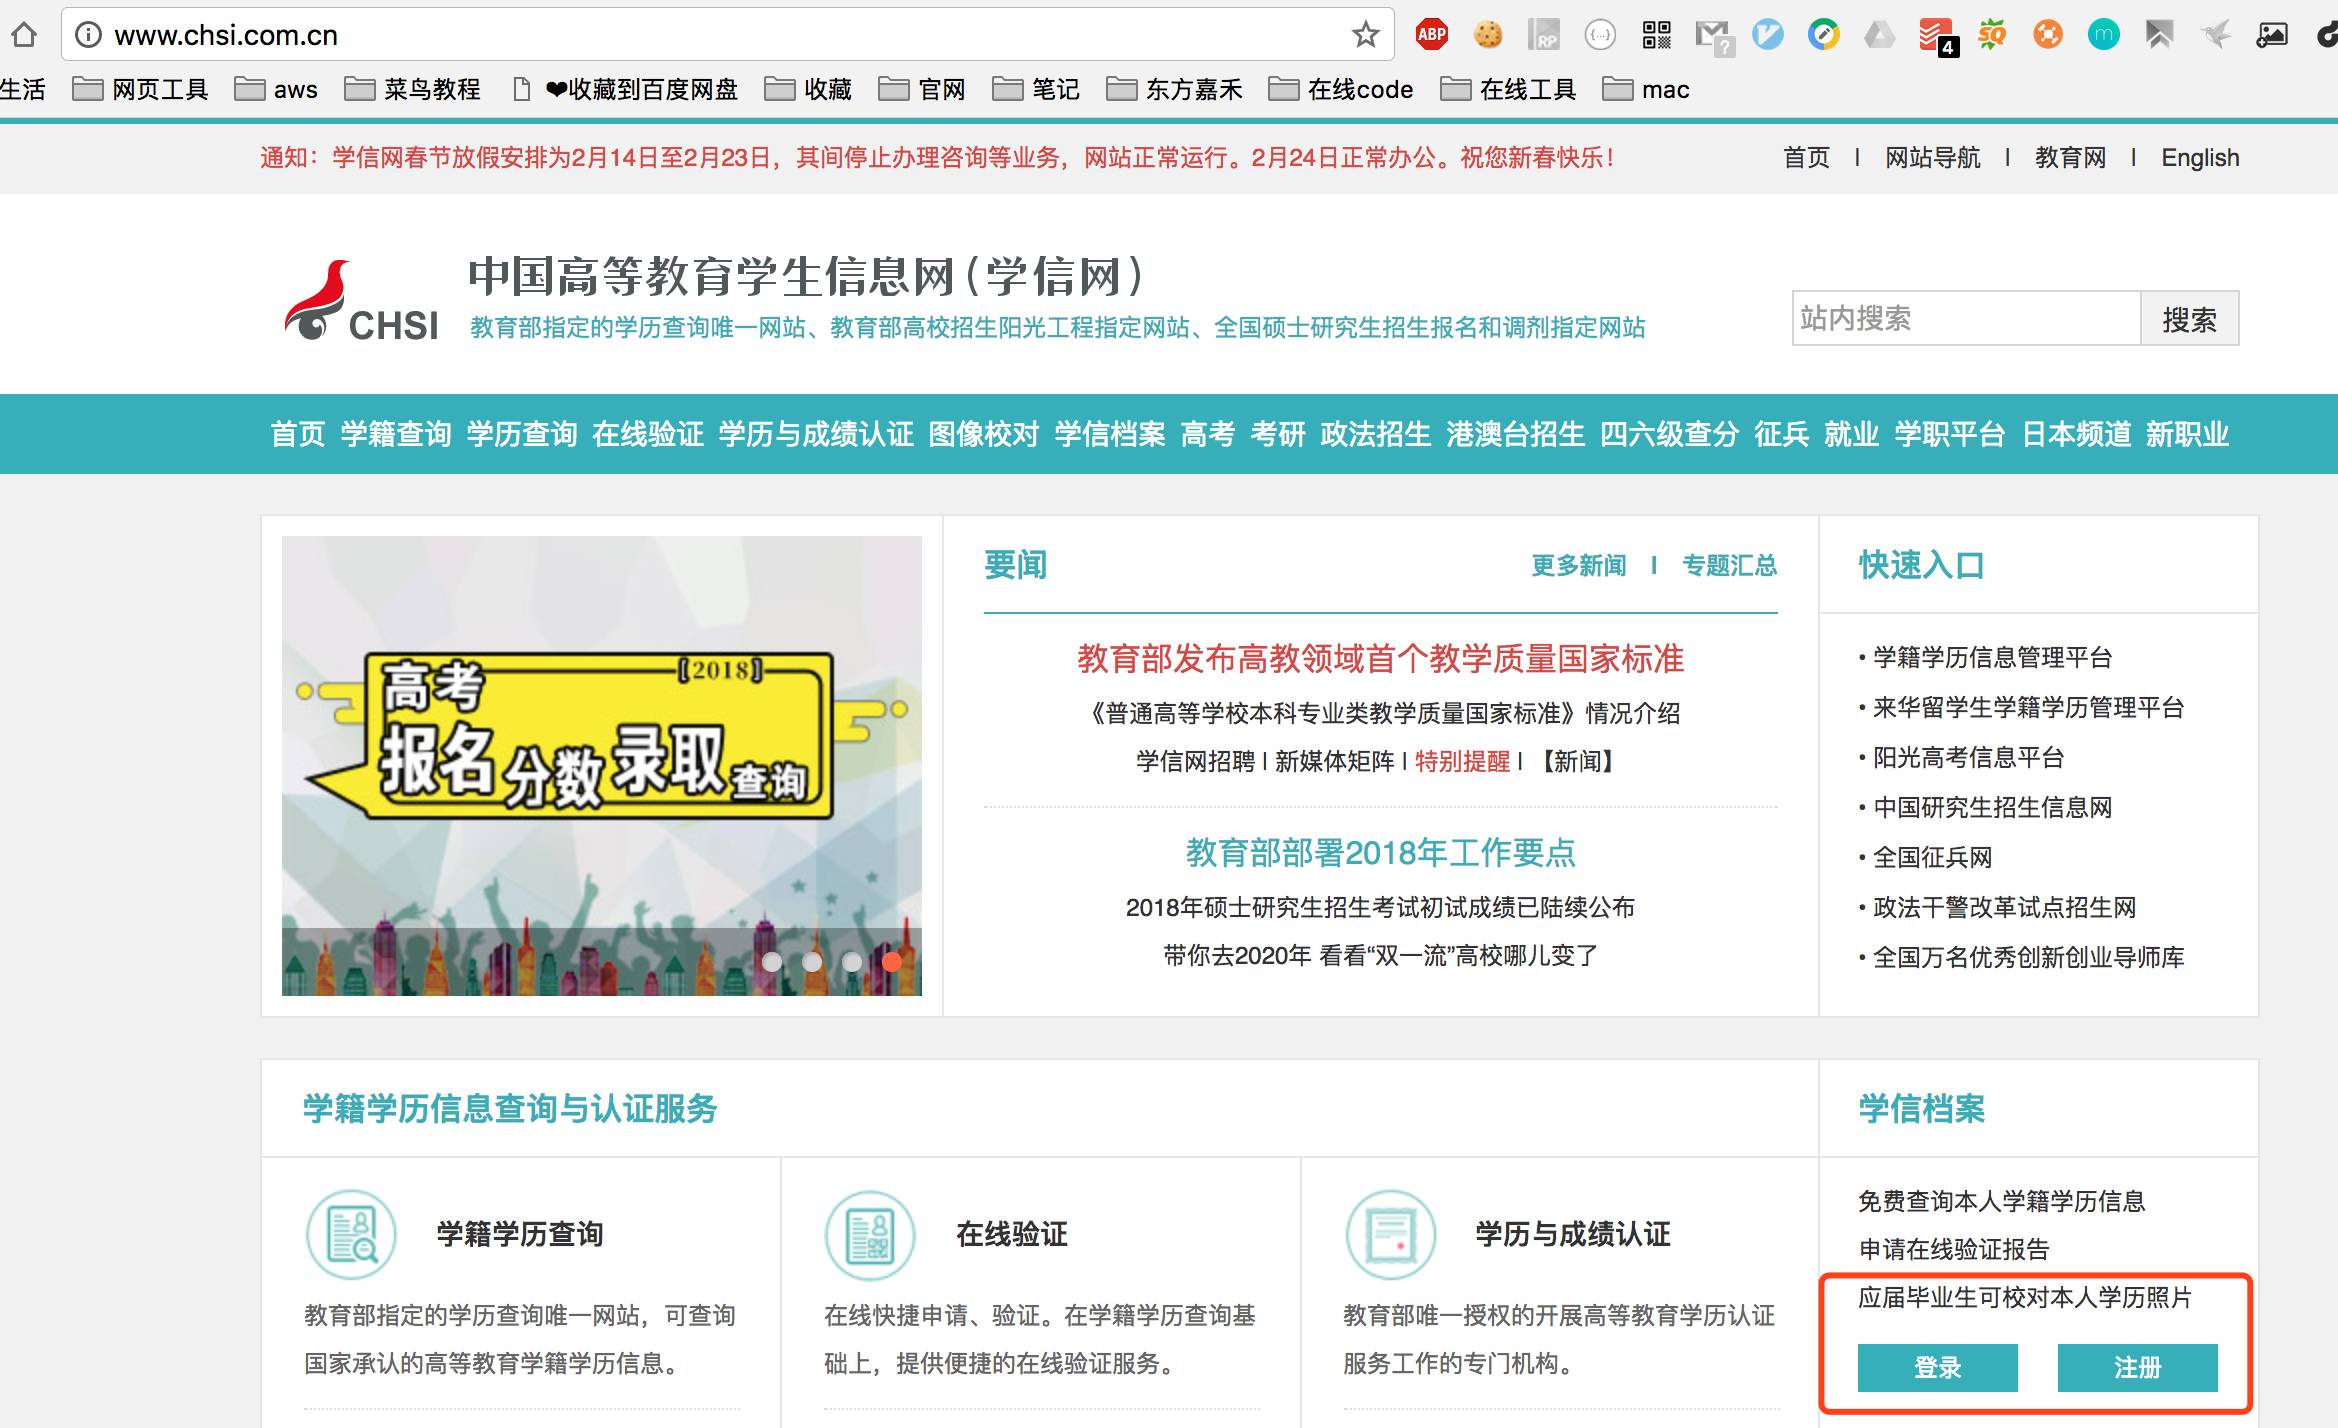 www.chsi.com.cn
ABP
RP
{...}
?
4
SQ
m
生活 网页工具 aws 菜鸟教程 ❤收藏到百度网盘 收藏 官网 笔记 东方嘉禾 在线code 在线工具 mac
通知：学信网春节放假安排为2月14日至2月23日，其间停止办理咨询等业务，网站正常运行。2月24日正常办公。祝您新春快乐！
首页 | 网站导航 | 教育网 | English
CHSI
中国高等教育学生信息网(学信网)
教育部指定的学历查询唯一网站、教育部高校招生阳光工程指定网站、全国硕士研究生招生报名和调剂指定网站
站内搜索 搜索
首页 学籍查询 学历查询 在线验证 学历与成绩认证 图像校对 学信档案 高考 考研 政法招生 港澳台招生 四六级查分 征兵 就业 学职平台 日本频道 新职业
【2018】
高考
报名分数录取查询
要闻
更多新闻 | 专题汇总
教育部发布高教领域首个教学质量国家标准
《普通高等学校本科专业类教学质量国家标准》情况介绍
学信网招聘 | 新媒体矩阵 | 特别提醒 | 【新闻】
教育部部署2018年工作要点
2018年硕士研究生招生考试初试成绩已陆续公布
带你去2020年 看看“双一流”高校哪儿变了
快速入口
• 学籍学历信息管理平台
• 来华留学生学籍学历管理平台
• 阳光高考信息平台
• 中国研究生招生信息网
• 全国征兵网
• 政法干警改革试点招生网
• 全国万名优秀创新创业导师库
学籍学历信息查询与认证服务
学籍学历查询
教育部指定的学历查询唯一网站，可查询
国家承认的高等教育学籍学历信息。
在线验证
在线快捷申请、验证。在学籍学历查询基
础上，提供便捷的在线验证服务。
学历与成绩认证
教育部唯一授权的开展高等教育学历认证
服务工作的专门机构。
学信档案
免费查询本人学籍学历信息
申请在线验证报告
应届毕业生可校对本人学历照片
登录 注册